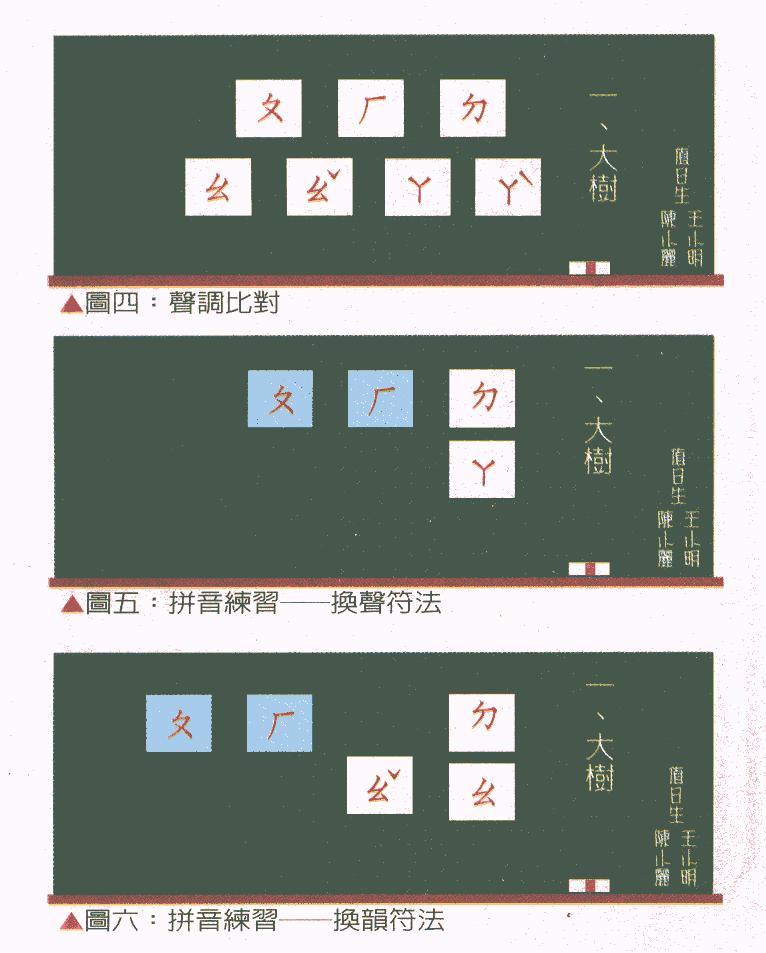 值日生
王小明
陳小麗
一、大樹
ㄆ ㄏ ㄉ
ㄠ ㄠˇ ㄚ ㄚˋ
▲圖四：聲調比對
值日生
王小明
陳小麗
一、大樹
ㄆ ㄏ ㄉ
ㄚ
▲圖五：拼音練習——換聲符法
值日生
王小明
陳小麗
一、大樹
ㄆ ㄏ ㄉ
ㄠˇ ㄠ
▲圖六：拼音練習——換韻符法